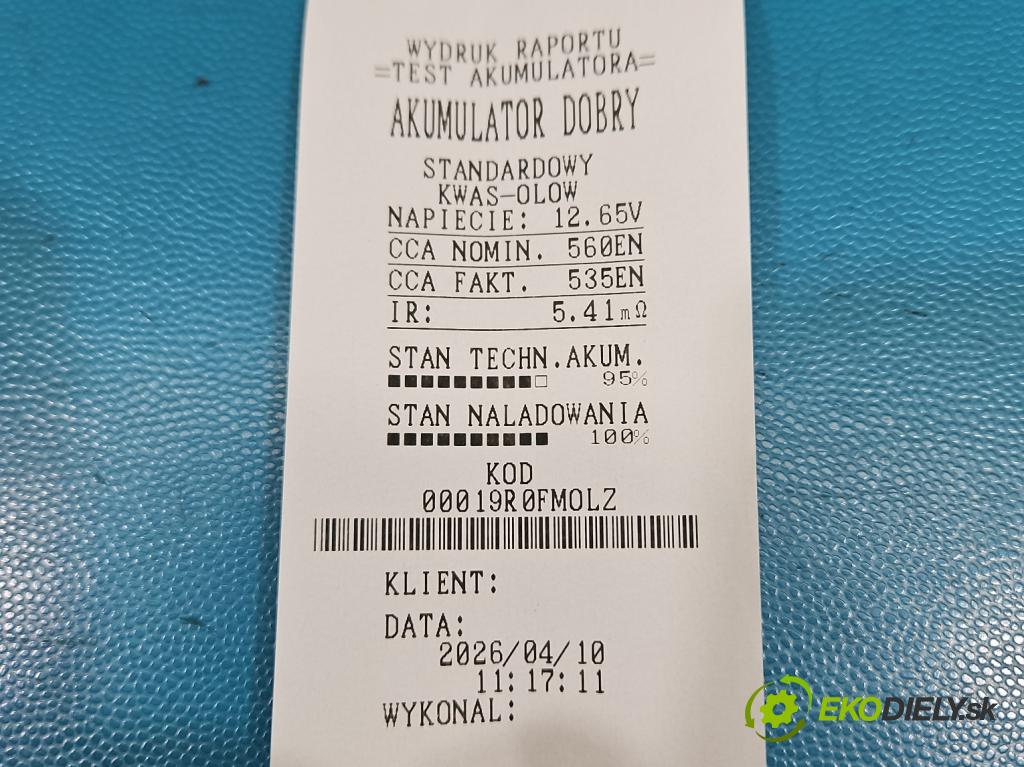 WYDRUK RAPORTU
=TEST AKUMULATORA=
AKUMULATOR DOBRY
STANDARDOWY
KWAS-OLOW
NAPIECIE: 12.65V
CCA NOMIN. 560EN
CCA FAKT. 535EN
IR: 5.41mΩ
STAN TECHN.AKUM.
95%
STAN NALADOWANIA
100%
KOD
00019R0FMOLZ
KLIENT:
DATA:
2026/04/10
11:17:11
WYKONAL:
EKODIELY.sk